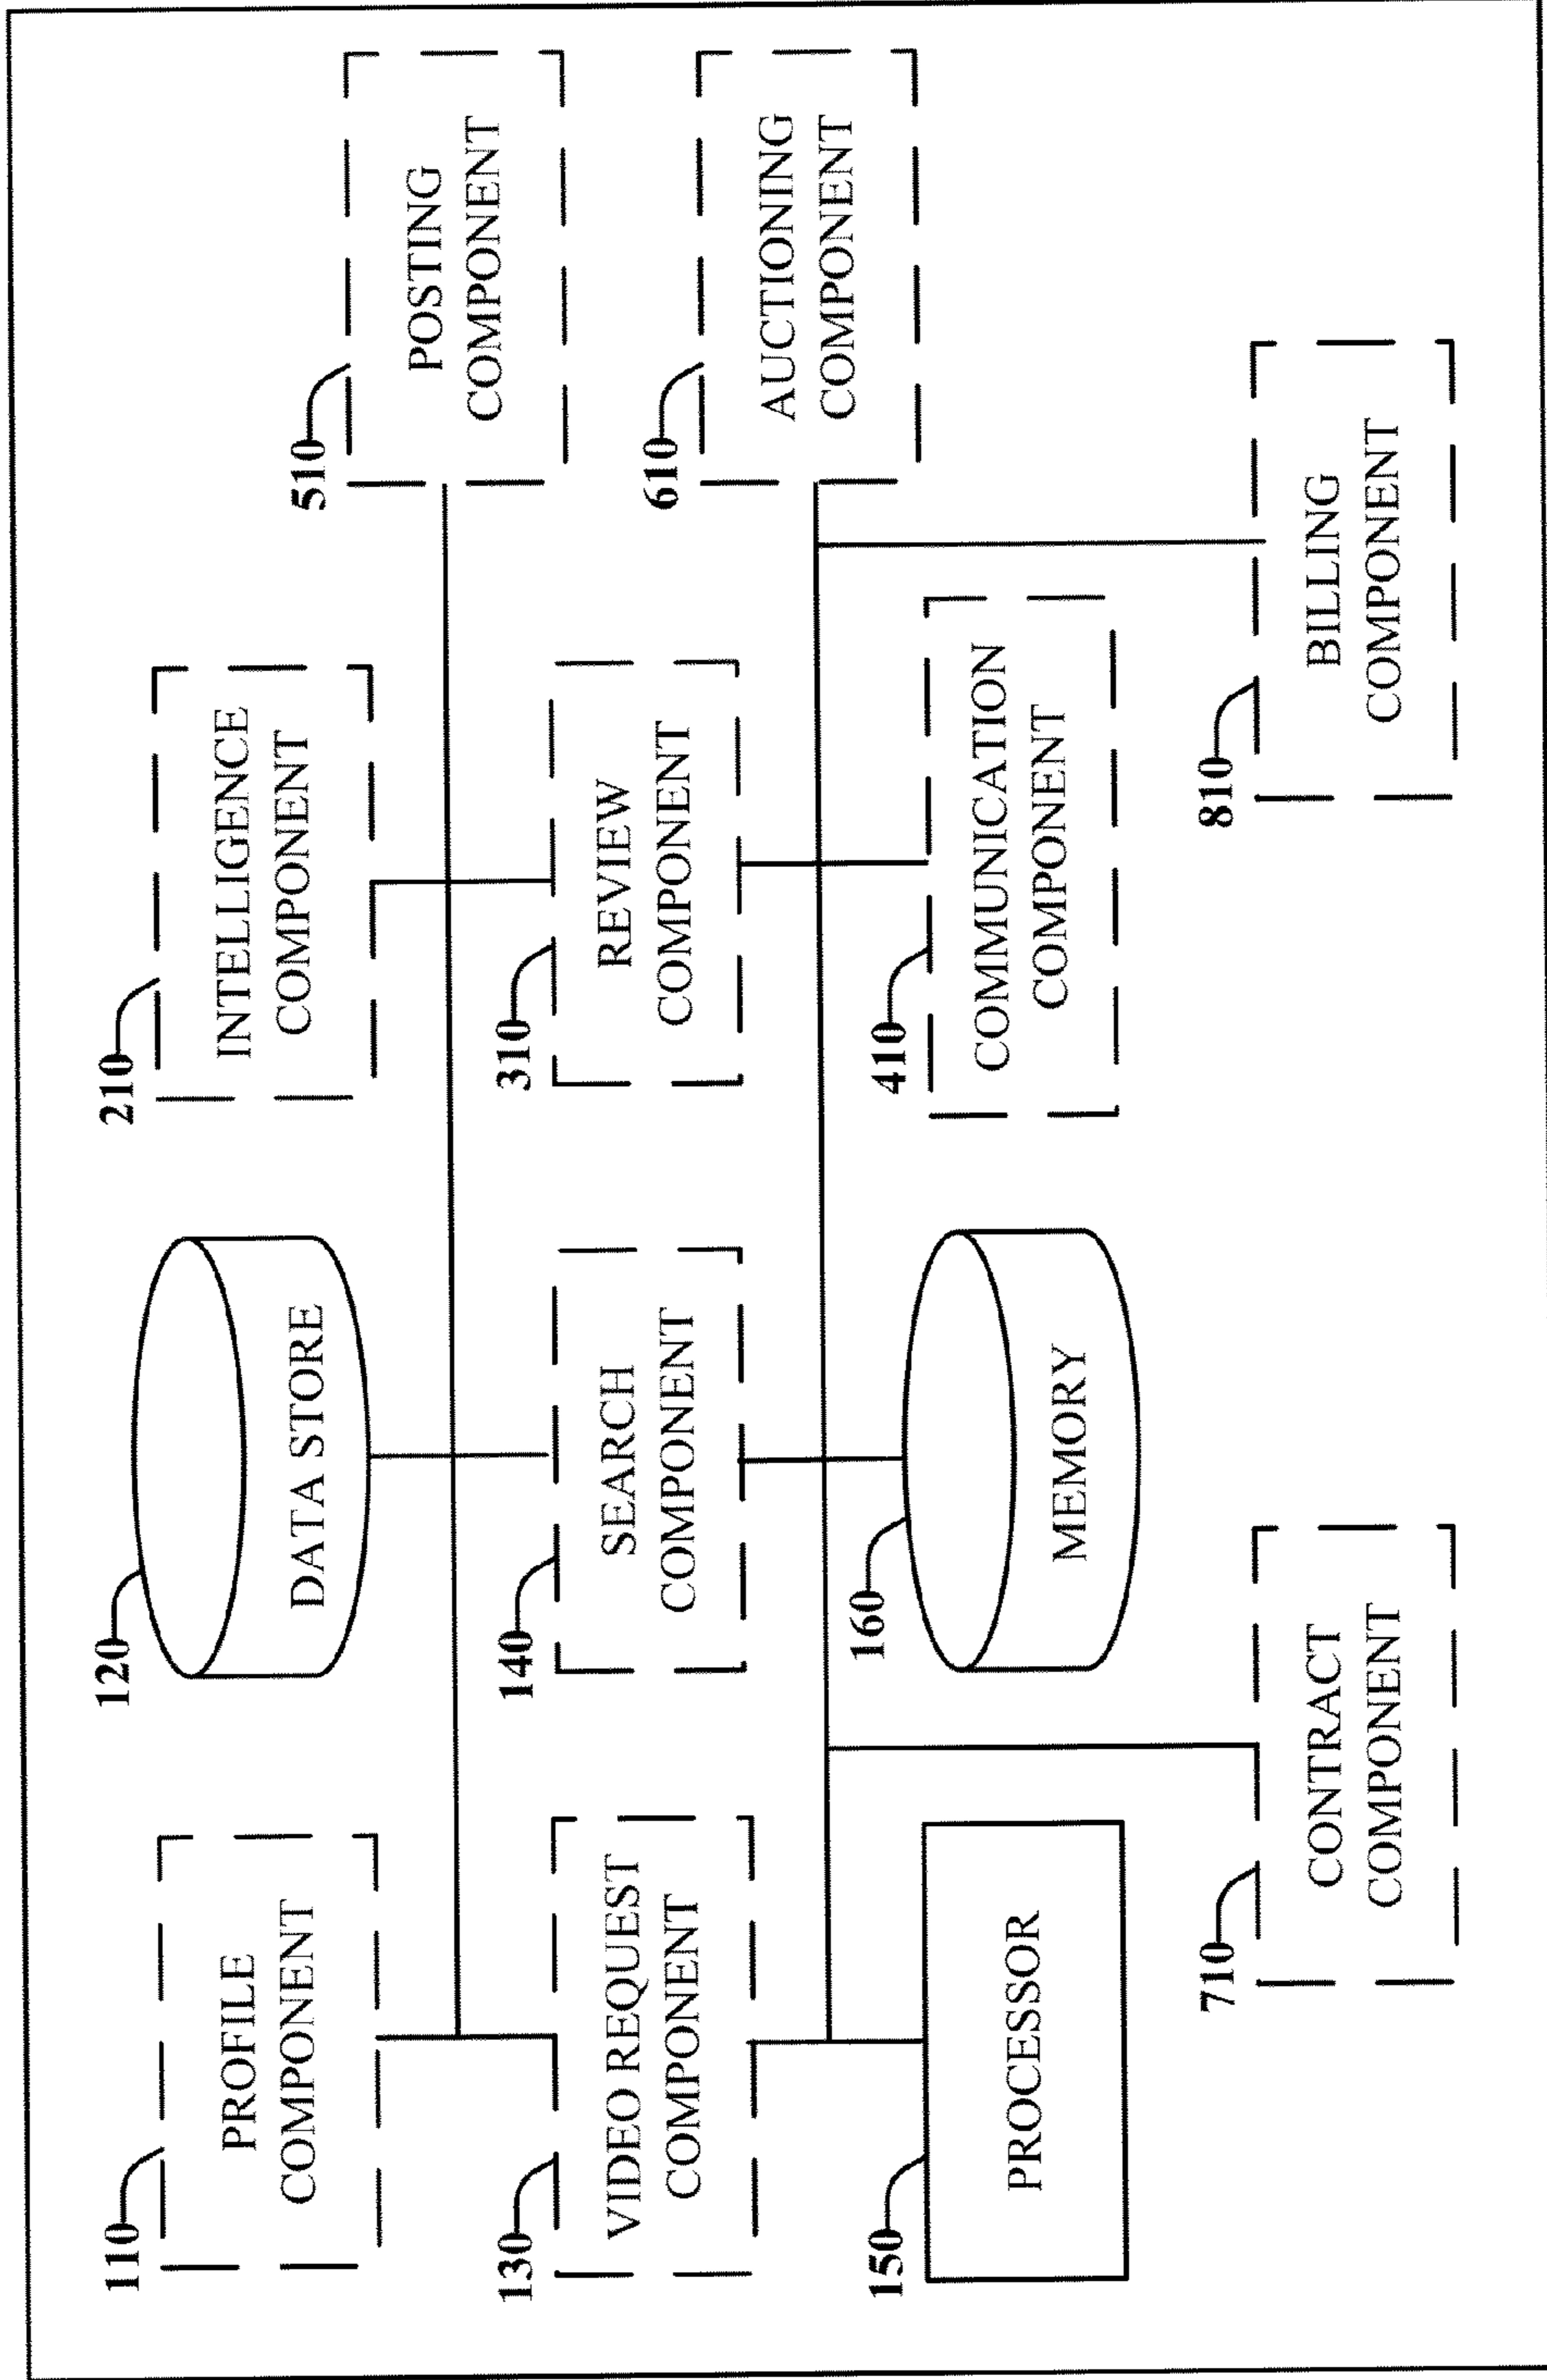 110
PROFILE
COMPONENT
120
DATA STORE
210
INTELLIGENCE
COMPONENT
510
POSTING
COMPONENT
130
VIDEO REQUEST
COMPONENT
140
SEARCH
COMPONENT
310
REVIEW
COMPONENT
610
AUCTIONING
COMPONENT
150
PROCESSOR
160
MEMORY
410
COMMUNICATION
COMPONENT
710
CONTRACT
COMPONENT
810
BILLING
COMPONENT